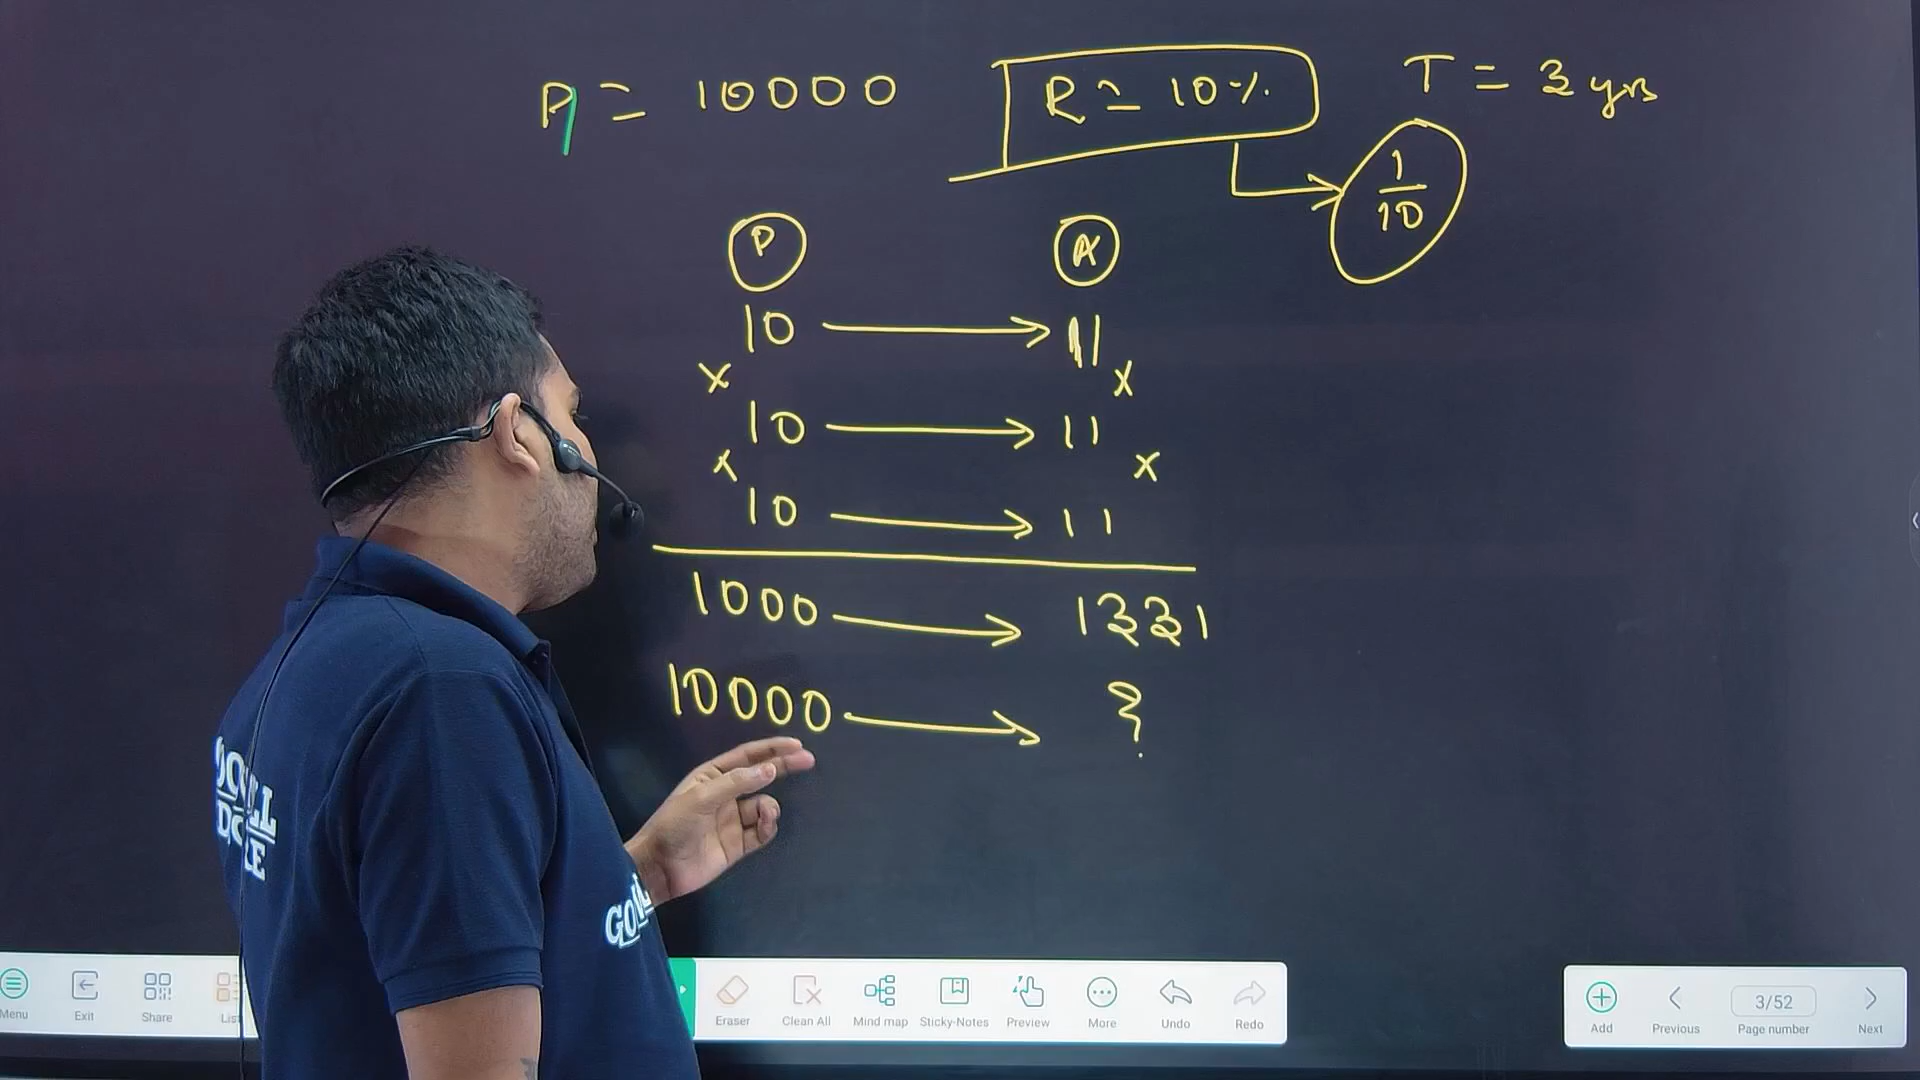 P = 10000 R = 10% T = 3 yrs
1/10
P A
10 → 11
x x
10 → 11
x x
10 → 11
1000 → 1331
10000 → ?
Menu Exit Share Eraser Clean All Mind map Sticky-Notes Preview More Undo Redo
Add Previous 3/52 Page number Next